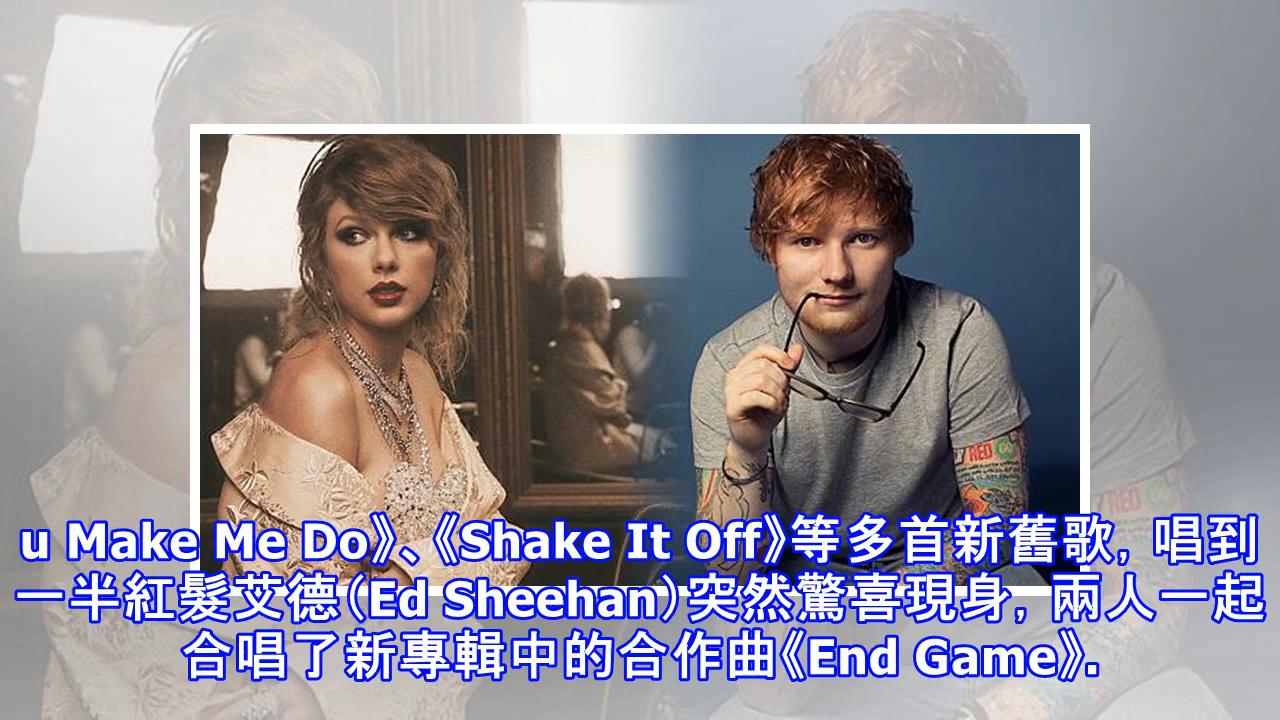 u Make Me Do》、《Shake It Off》等多首新舊歌, 唱到
一半紅髮艾德(Ed Sheehan)突然驚喜現身, 兩人一起
合唱了新專輯中的合作曲《End Game》.
RED